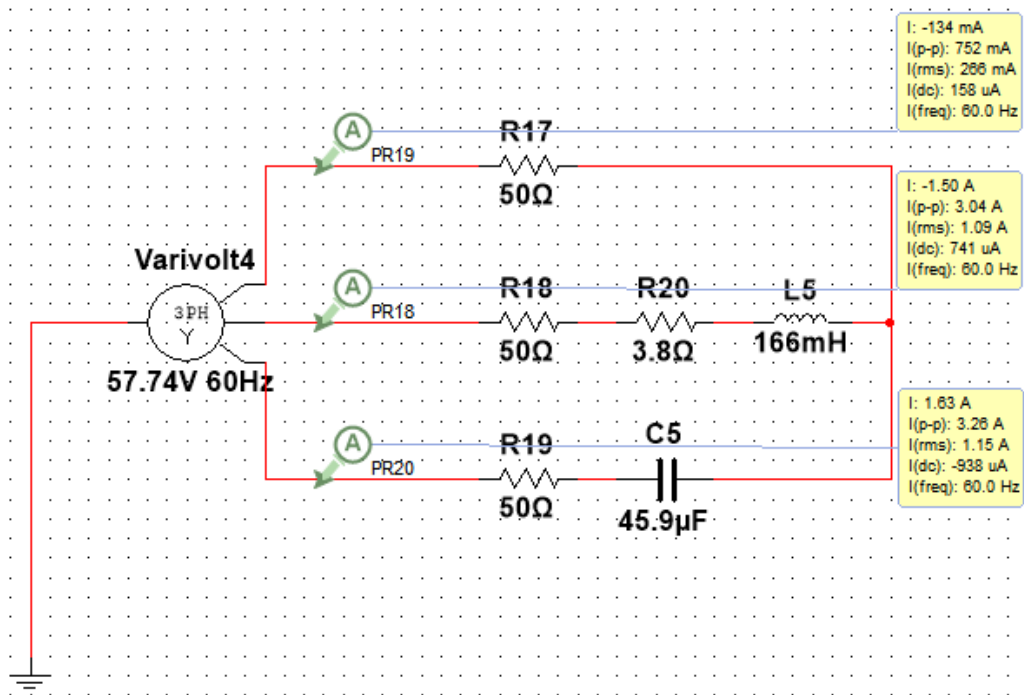 I: -134 mA
I(p-p): 752 mA
I(rms): 266 mA
I(dc): 158 uA
I(freq): 60.0 Hz
A
R17
PR19
50Ω
I: -1.50 A
I(p-p): 3.04 A
I(rms): 1.09 A
I(dc): 741 uA
I(freq): 60.0 Hz
Varivolt4
A
R18
R20
L5
3PH
Y
PR18
50Ω
3.8Ω
166mH
57.74V 60Hz
I: 1.63 A
I(p-p): 3.26 A
I(rms): 1.15 A
I(dc): -938 uA
I(freq): 60.0 Hz
A
R19
C5
PR20
50Ω
45.9µF